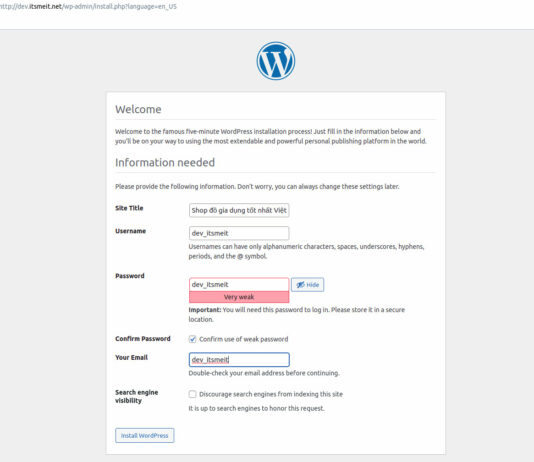 http://dev.itsmeit.net/wp-admin/install.php?language=en_US
Welcome
Welcome to the famous five-minute WordPress installation process! Just fill in the information below and
you'll be on your way to using the most extendable and powerful personal publishing platform in the world.
Information needed
Please provide the following information. Don't worry, you can always change these settings later.
Site Title
Shop đồ gia dụng tốt nhất Việt
Username
dev_itsmeit
Usernames can have only alphanumeric characters, spaces, underscores, hyphens,
periods, and the @ symbol.
Password
dev_itsmeit
Hide
Very weak
Important: You will need this password to log in. Please store it in a secure
location.
Confirm Password
Confirm use of weak password
Your Email
dev_itsmeit
Double-check your email address before continuing.
Search engine
visibility
Discourage search engines from indexing this site
It is up to search engines to honor this request.
Install WordPress